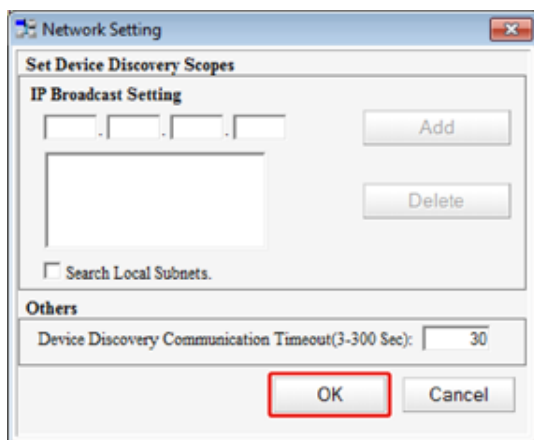 Network Setting
Set Device Discovery Scopes
IP Broadcast Setting
. . .
Add
Delete
Search Local Subnets.
Others
Device Discovery Communication Timeout(3-300 Sec): 30
OK Cancel